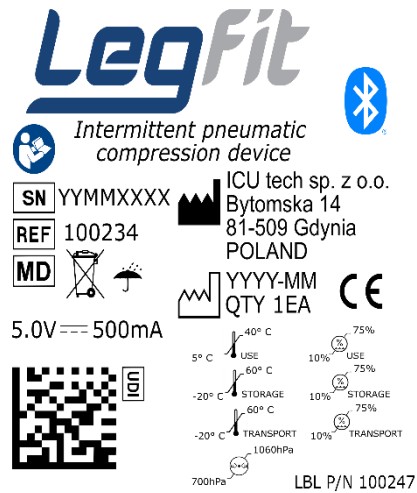 LegFit
Intermittent pneumatic
compression device
SN YYMMXXXX
REF 100234
MD
ICU tech sp. z o.o.
Bytomska 14
81-509 Gdynia
POLAND
YYYY-MM
QTY 1EA
CE
5.0V 500mA
UDI
40° C
5° C USE
75%
10% % USE
60° C
-20° C STORAGE
75%
10% % STORAGE
60° C
-20° C TRANSPORT
75%
10% % TRANSPORT
1060hPa
700hPa
LBL P/N 100247